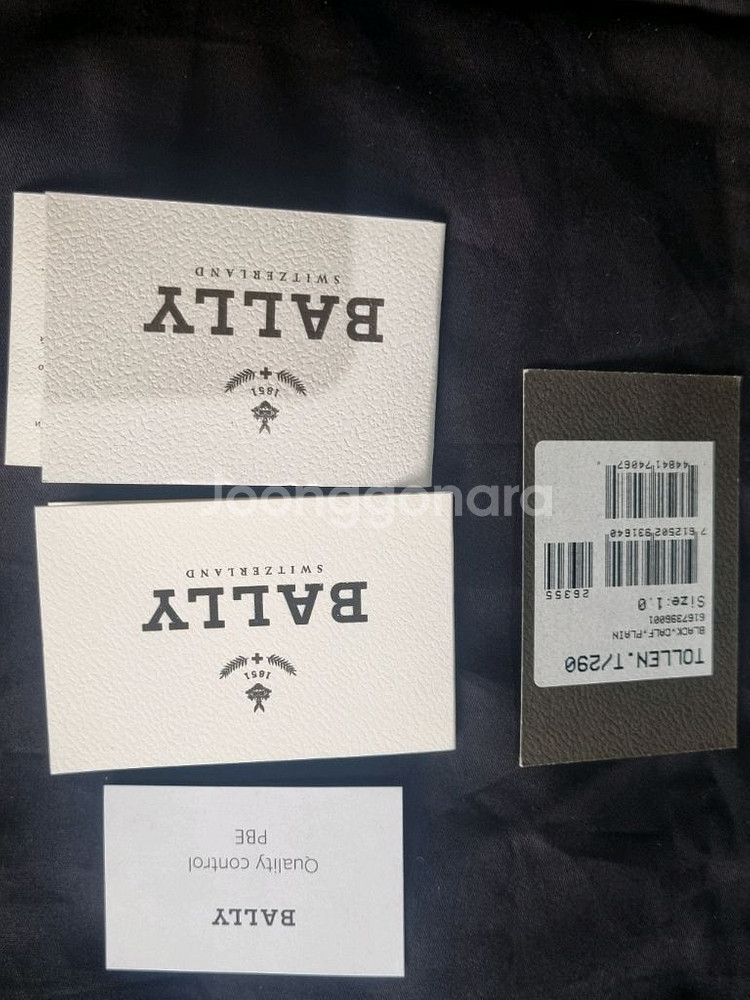 1851
BALLY
SWITZERLAND
1851
BALLY
SWITZERLAND
BALLY
Quality control
PBE
TOLLEN.T/290
BLACK.CALF.PLAIN
6167396001
Size:1.0
26355
7612502931640
4484174067
Joonggonara